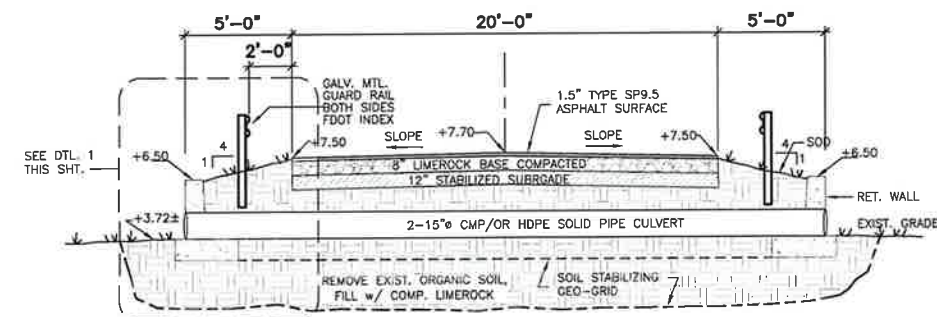 5'-0"
20'-0"
5'-0"
2'-0"
GALV. MTL.
GUARD RAIL
BOTH SIDES
FDOT INDEX
1.5" TYPE SP9.5
ASPHALT SURFACE
SLOPE
+7.70
SLOPE
+7.50
+7.50
4
1
4
1
SOD
SEE DTL. 1
THIS SHT.
+6.50
+6.50
8" LIMEROCK BASE COMPACTED
12" STABILIZED SUBRGADE
RET. WALL
+3.72±
2-15"ø CMP/OR HDPE SOLID PIPE CULVERT
EXIST. GRADE
REMOVE EXIST. ORGANIC SOIL,
FILL w/ COMP. LIMEROCK
SOIL STABILIZING
GEO-GRID